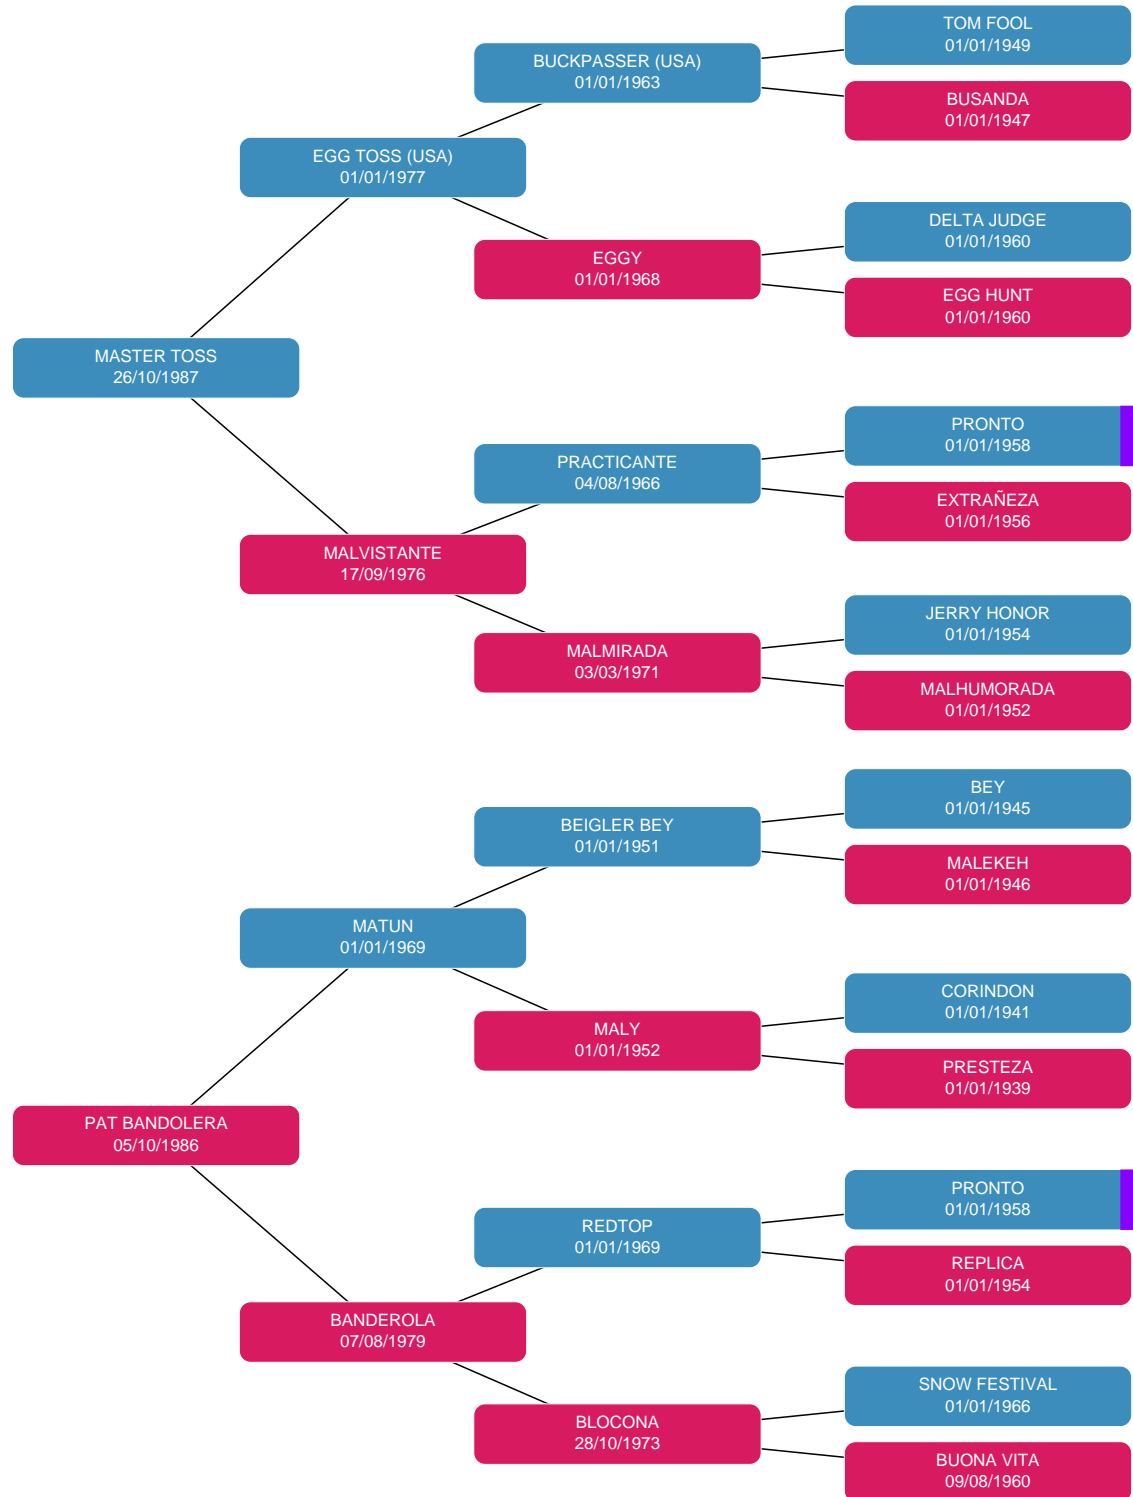 TOM FOOL
01/01/1949
BUCKPASSER (USA)
01/01/1963
BUSANDA
01/01/1947
EGG TOSS (USA)
01/01/1977
DELTA JUDGE
01/01/1960
EGGY
01/01/1968
EGG HUNT
01/01/1960
MASTER TOSS
26/10/1987
PRONTO
01/01/1958
PRACTICANTE
04/08/1966
EXTRAÑEZA
01/01/1956
MALVISTANTE
17/09/1976
JERRY HONOR
01/01/1954
MALMIRADA
03/03/1971
MALHUMORADA
01/01/1952
BEY
01/01/1945
BEIGLER BEY
01/01/1951
MALEKEH
01/01/1946
MATUN
01/01/1969
CORINDON
01/01/1941
MALY
01/01/1952
PRESTEZA
01/01/1939
PAT BANDOLERA
05/10/1986
PRONTO
01/01/1958
REDTOP
01/01/1969
REPLICA
01/01/1954
BANDEROLA
07/08/1979
SNOW FESTIVAL
01/01/1966
BLOCONA
28/10/1973
BUONA VITA
09/08/1960